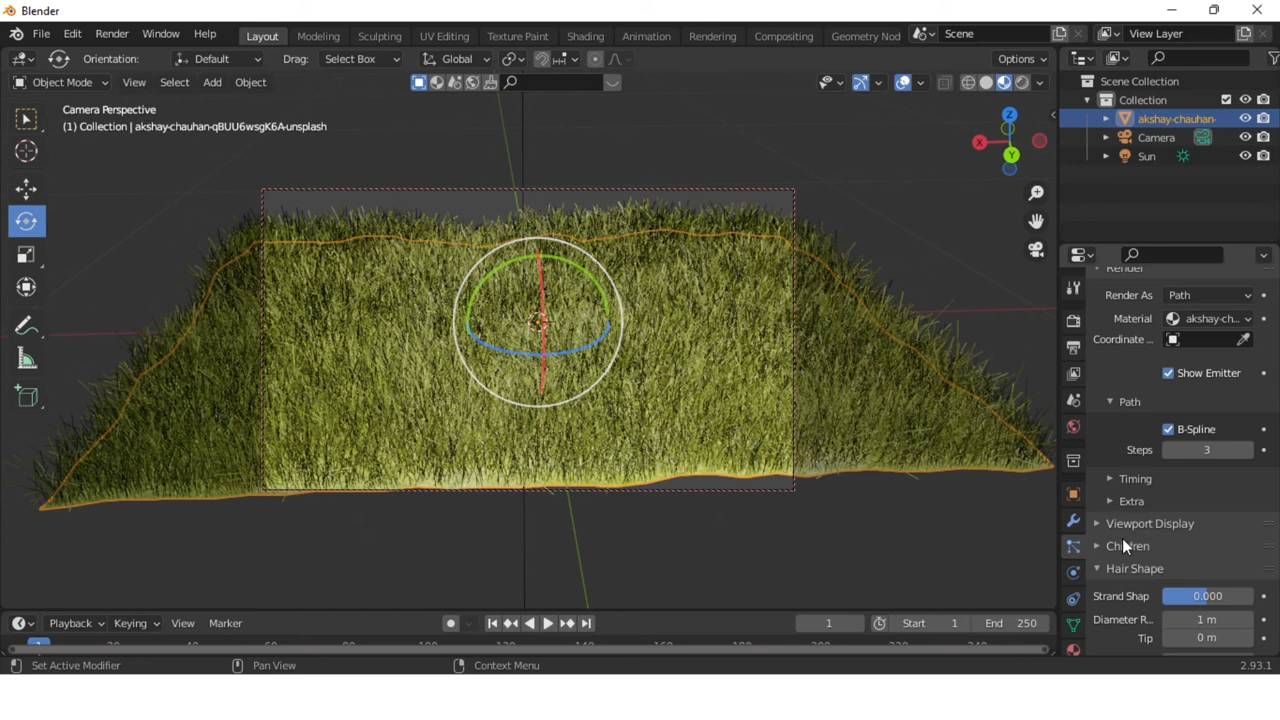 Blender
File Edit Render Window Help Layout Modeling Sculpting UV Editing Texture Paint Shading Animation Rendering Compositing Geometry Nod Scene View Layer
Orientation: Default Drag: Select Box Global Options
Object Mode View Select Add Object
Scene Collection
Collection
akshay-chauhan-
Camera
Sun
Camera Perspective
(1) Collection | akshay-chauhan-qBUU6wsgK6A-unsplash
X Y Z
Render
Render As Path
Material akshay-ch...
Coordinate ...
Show Emitter
Path
B-Spline
Steps 3
Timing
Extra
Viewport Display
Children
Hair Shape
Strand Shap 0.000
Diameter R... 1 m
Tip 0 m
Playback Keying View Marker 1 Start 1 End 250
1
Set Active Modifier Pan View Context Menu 2.93.1